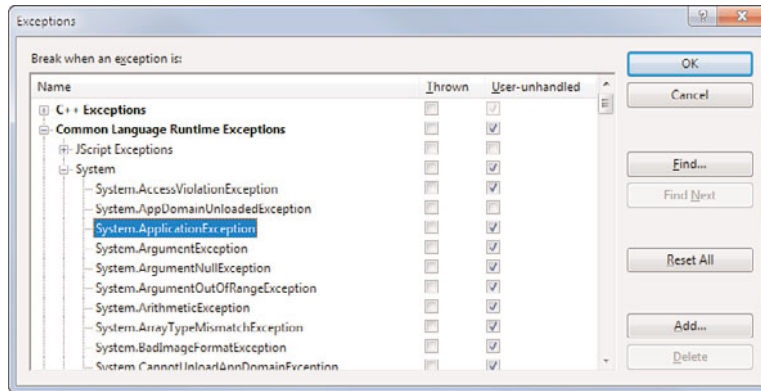 Exceptions
Break when an exception is:
Name Thrown User-unhandled
C++ Exceptions
Common Language Runtime Exceptions
JScript Exceptions
System
System.AccessViolationException
System.AppDomainUnloadedException
System.ApplicationException
System.ArgumentException
System.ArgumentNullException
System.ArgumentOutOfRangeException
System.ArithmeticException
System.ArrayTypeMismatchException
System.BadImageFormatException
System.CannotUnloadAppDomainException
OK
Cancel
Find...
Find Next
Reset All
Add...
Delete